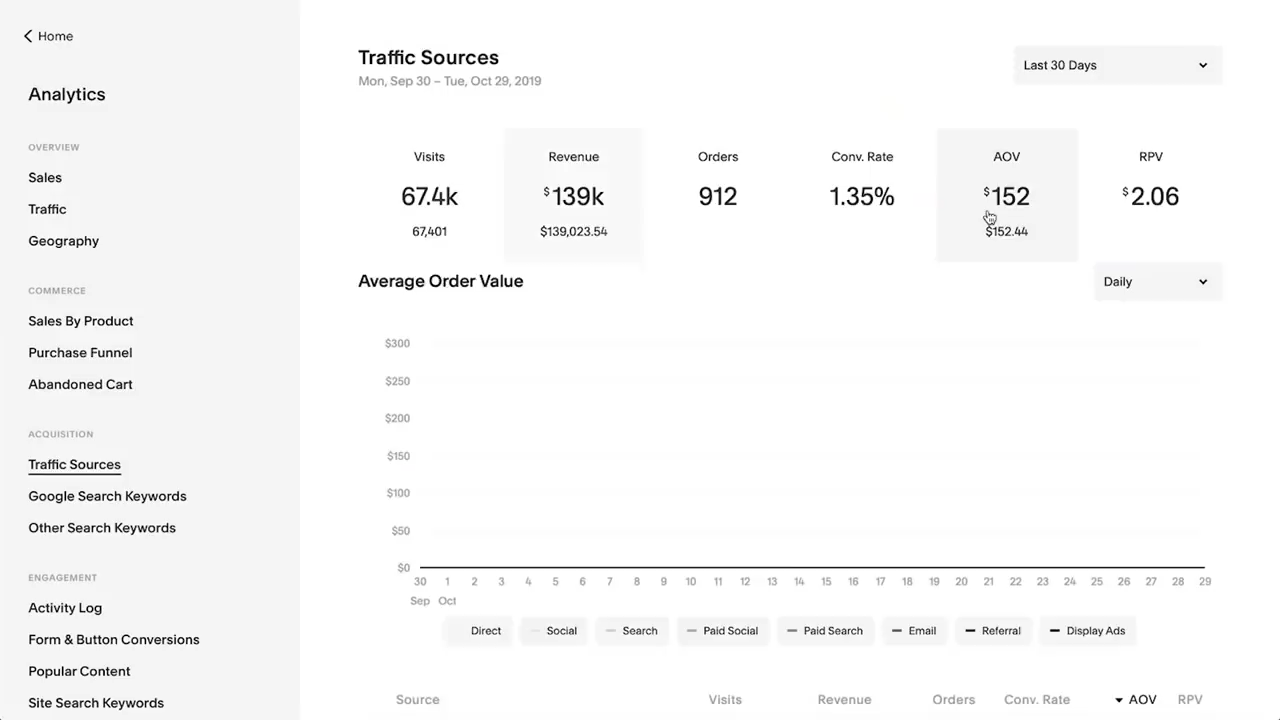 Home
Analytics
OVERVIEW
Sales
Traffic
Geography
COMMERCE
Sales By Product
Purchase Funnel
Abandoned Cart
ACQUISITION
Traffic Sources
Google Search Keywords
Other Search Keywords
ENGAGEMENT
Activity Log
Form & Button Conversions
Popular Content
Site Search Keywords
Traffic Sources
Mon, Sep 30 – Tue, Oct 29, 2019
Last 30 Days
Visits Revenue Orders Conv. Rate AOV RPV
67.4k $139k 912 1.35% $152 $2.06
67,401 $139,023.54 $152.44
Average Order Value
Daily
$300
$250
$200
$150
$100
$50
$0
30 1 2 3 4 5 6 7 8 9 10 11 12 13 14 15 16 17 18 19 20 21 22 23 24 25 26 27 28 29
Sep Oct
Direct Social Search Paid Social Paid Search Email Referral Display Ads
Source Visits Revenue Orders Conv. Rate AOV RPV